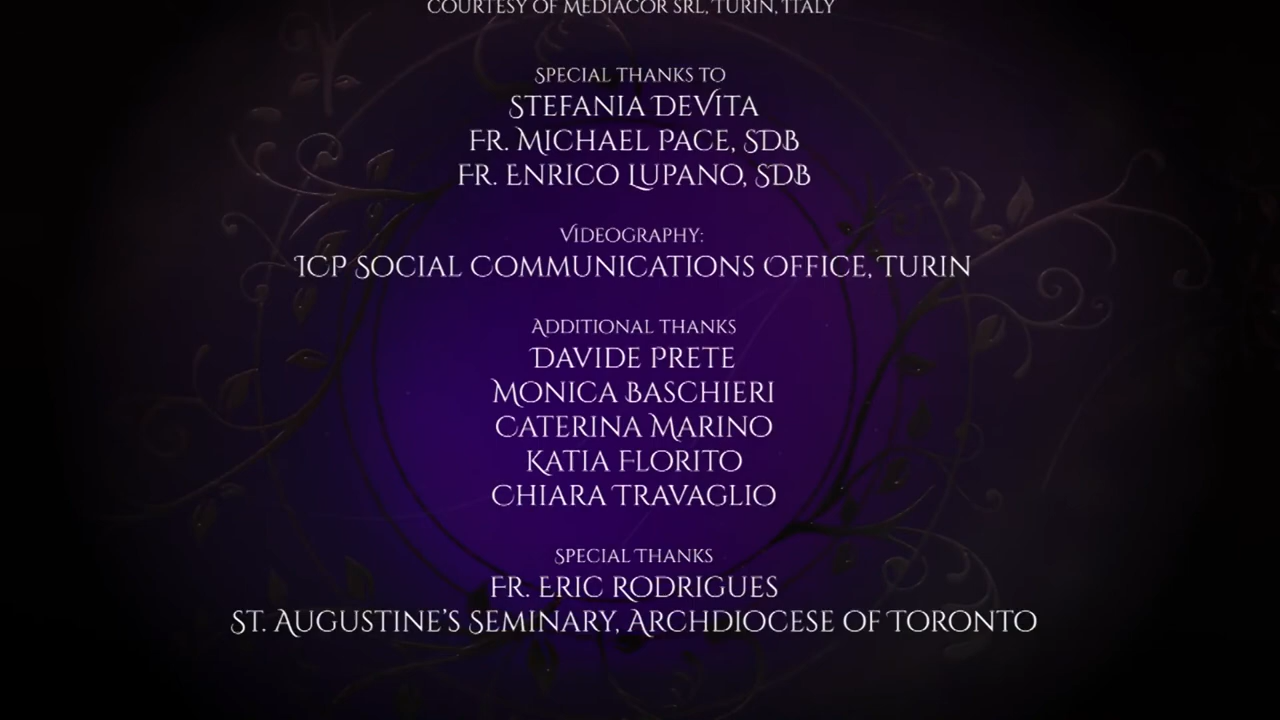 COURTESY OF MEDIACOR SRL, TURIN, ITALY
SPECIAL THANKS TO
STEFANIA DEVITA
FR. MICHAEL PACE, SDB
FR. ENRICO LUPANO, SDB
VIDEOGRAPHY:
ICP SOCIAL COMMUNICATIONS OFFICE, TURIN
ADDITIONAL THANKS
DAVIDE PRETE
MONICA BASCHIERI
CATERINA MARINO
KATIA FLORITO
CHIARA TRAVAGLIO
SPECIAL THANKS
FR. ERIC RODRIGUES
ST. AUGUSTINE'S SEMINARY, ARCHDIOCESE OF TORONTO